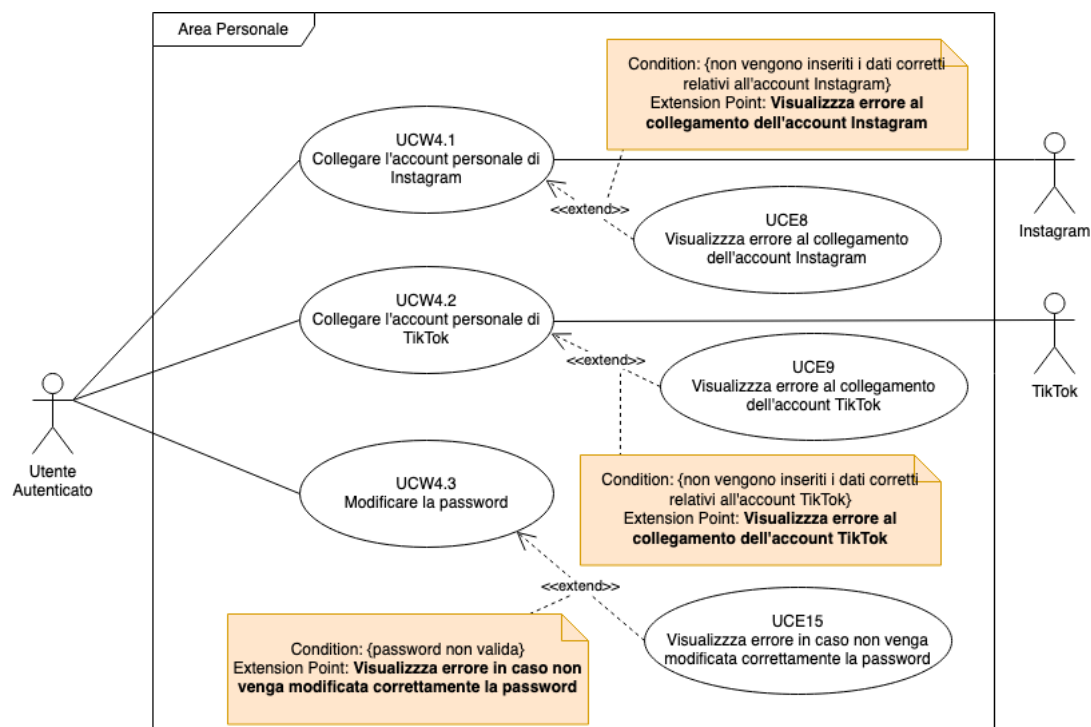 Area Personale
Condition: {non vengono inseriti i dati corretti
relativi all'account Instagram}
Extension Point: Visualizzza errore al
collegamento dell'account Instagram
UCW4.1
Collegare l'account personale di
Instagram
<<extend>>
UCE8
Visualizzza errore al collegamento
dell'account Instagram
Instagram
UCW4.2
Collegare l'account personale di
TikTok
<<extend>>
UCE9
Visualizzza errore al collegamento
dell'account TikTok
TikTok
Utente
Autenticato
UCW4.3
Modificare la password
Condition: {non vengono inseriti i dati corretti
relativi all'account TikTok}
Extension Point: Visualizzza errore al
collegamento dell'account TikTok
<<extend>>
UCE15
Visualizzza errore in caso non venga
modificata correttamente la password
Condition: {password non valida}
Extension Point: Visualizzza errore in caso non
venga modificata correttamente la password